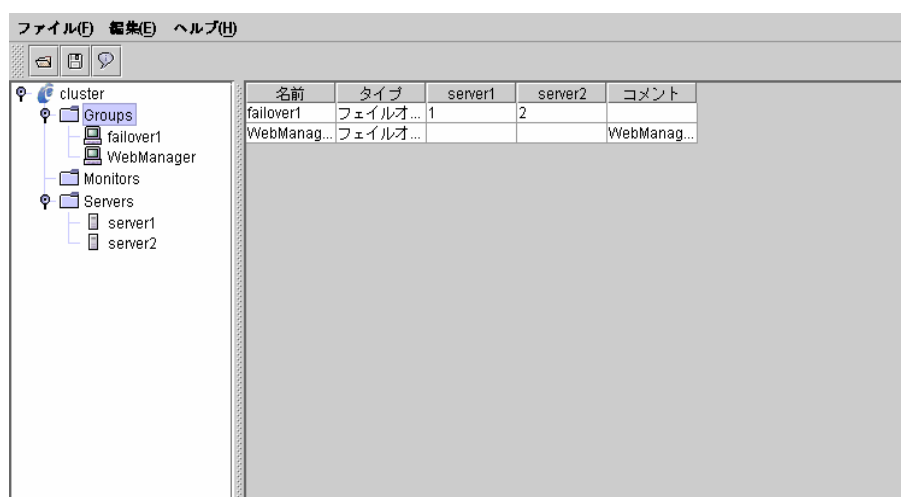 ファイル(F) 編集(E) ヘルプ(H)
cluster
Groups
failover1
WebManager
Monitors
Servers
server1
server2
名前 タイプ server1 server2 コメント
failover1 フェイルオ... 1 2
WebManag... フェイルオ... WebManag...